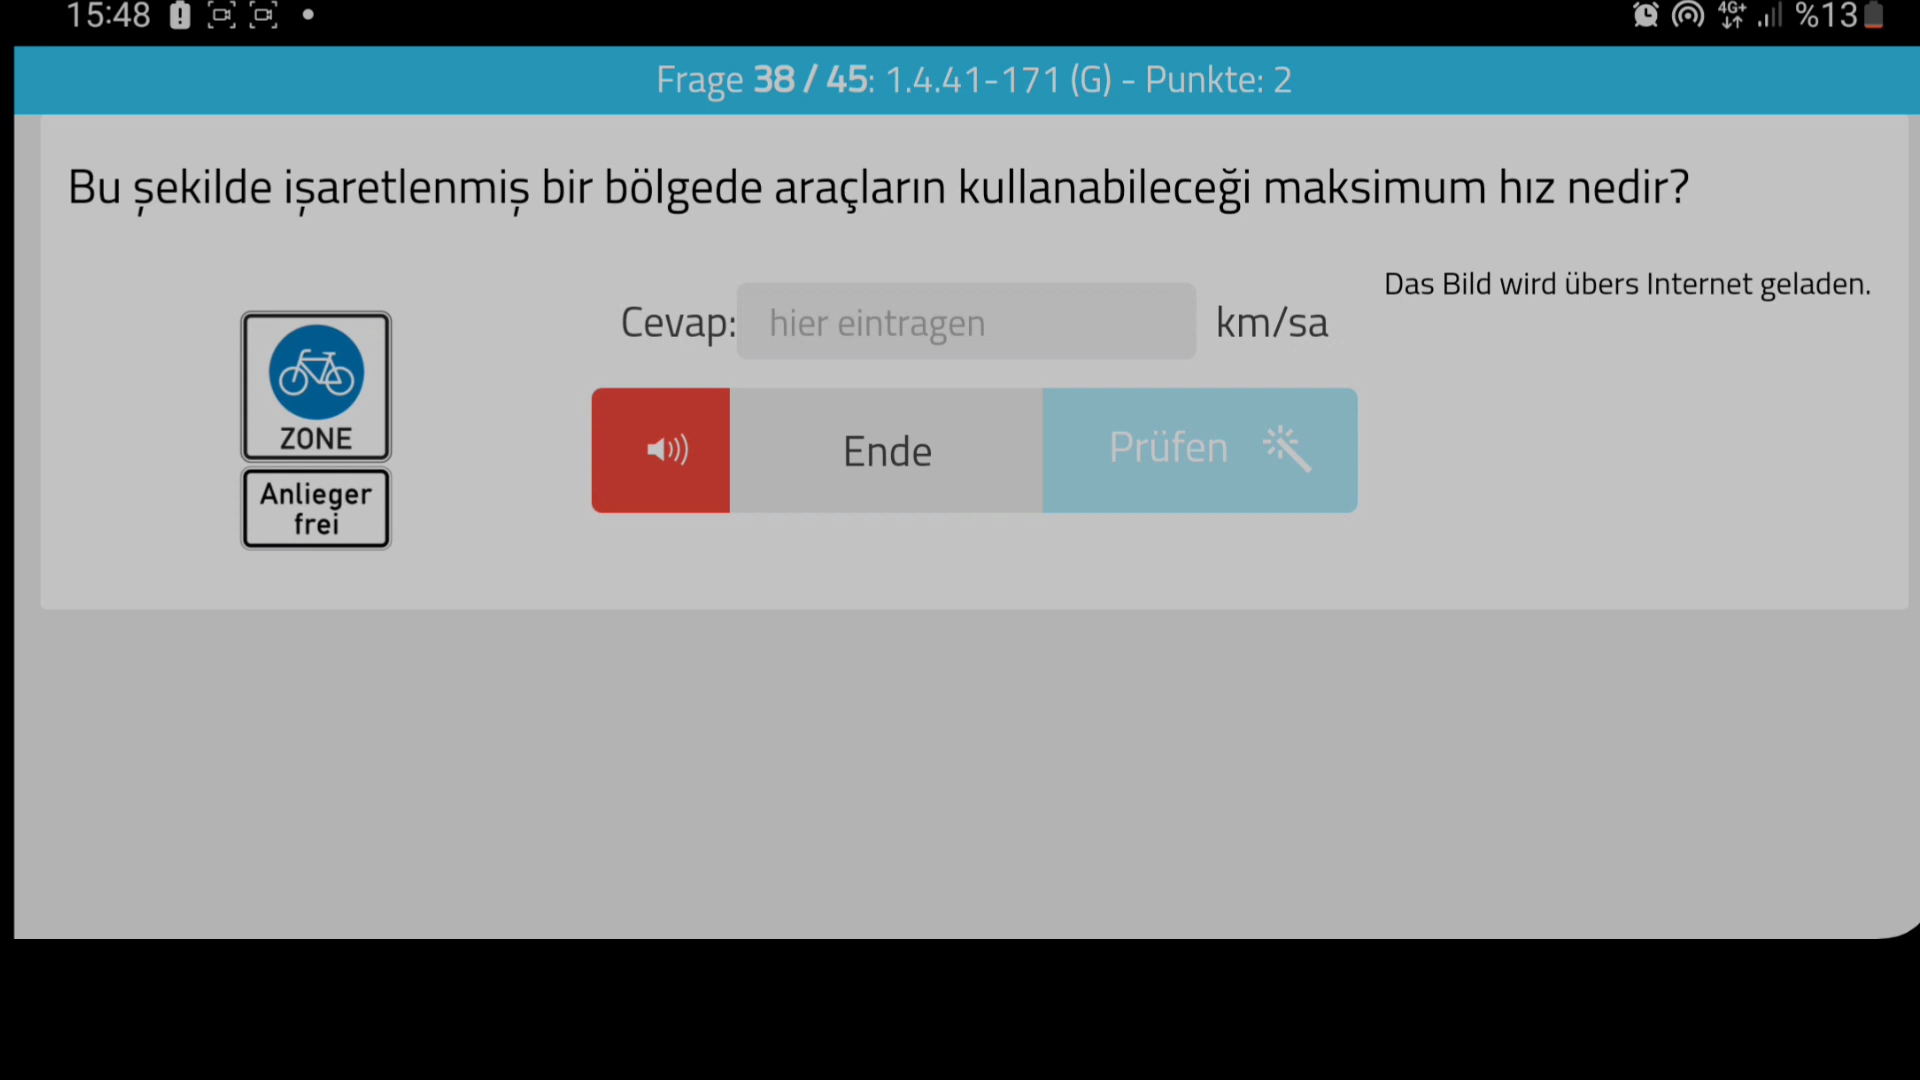 15:48
4G+
%13
Frage 38 / 45: 1.4.41-171 (G) - Punkte: 2
Bu şekilde işaretlenmiş bir bölgede araçların kullanabileceği maksimum hız nedir?
Das Bild wird übers Internet geladen.
Cevap: hier eintragen km/sa
ZONE
Anlieger
frei
Ende
Prüfen